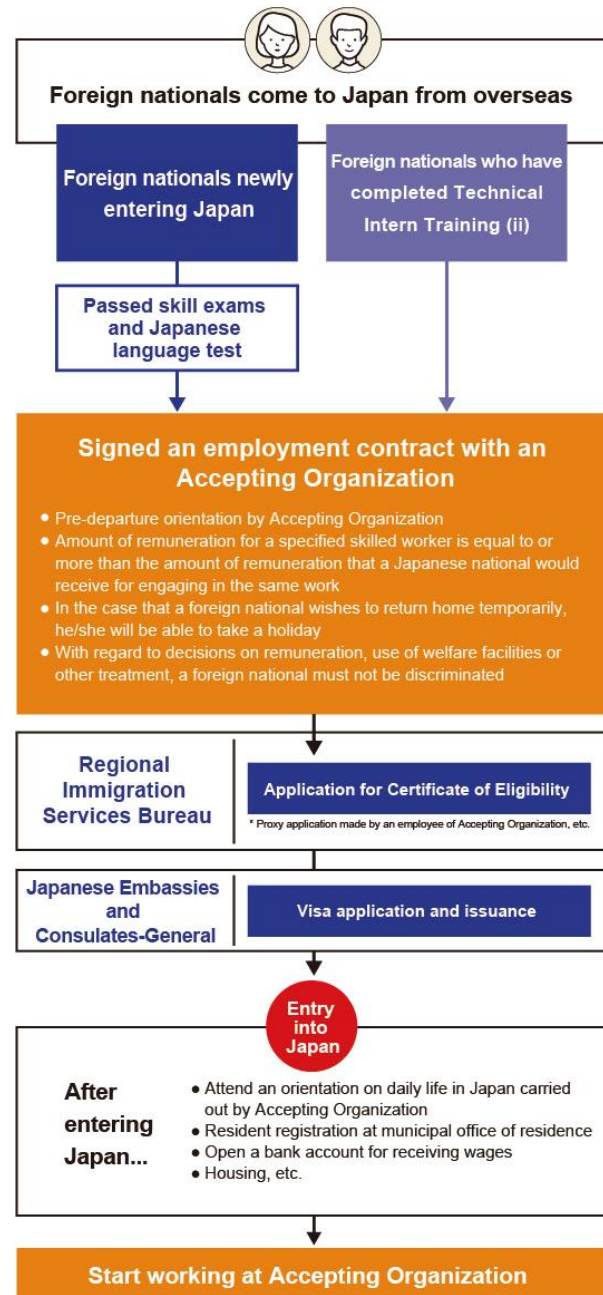 Foreign nationals come to Japan from overseas
Foreign nationals newly
entering Japan
Foreign nationals who have
completed Technical
Intern Training (ii)
Passed skill exams
and Japanese
language test
Signed an employment contract with an
Accepting Organization
● Pre-departure orientation by Accepting Organization
● Amount of remuneration for a specified skilled worker is equal to or
more than the amount of remuneration that a Japanese national would
receive for engaging in the same work
● In the case that a foreign national wishes to return home temporarily,
he/she will be able to take a holiday
● With regard to decisions on remuneration, use of welfare facilities or
other treatment, a foreign national must not be discriminated
Regional
Immigration
Services Bureau
Application for Certificate of Eligibility
* Proxy application made by an employee of Accepting Organization, etc.
Japanese Embassies
and
Consulates-General
Visa application and issuance
Entry
into
Japan
After
entering
Japan...
● Attend an orientation on daily life in Japan carried
out by Accepting Organization
● Resident registration at municipal office of residence
● Open a bank account for receiving wages
● Housing, etc.
Start working at Accepting Organization